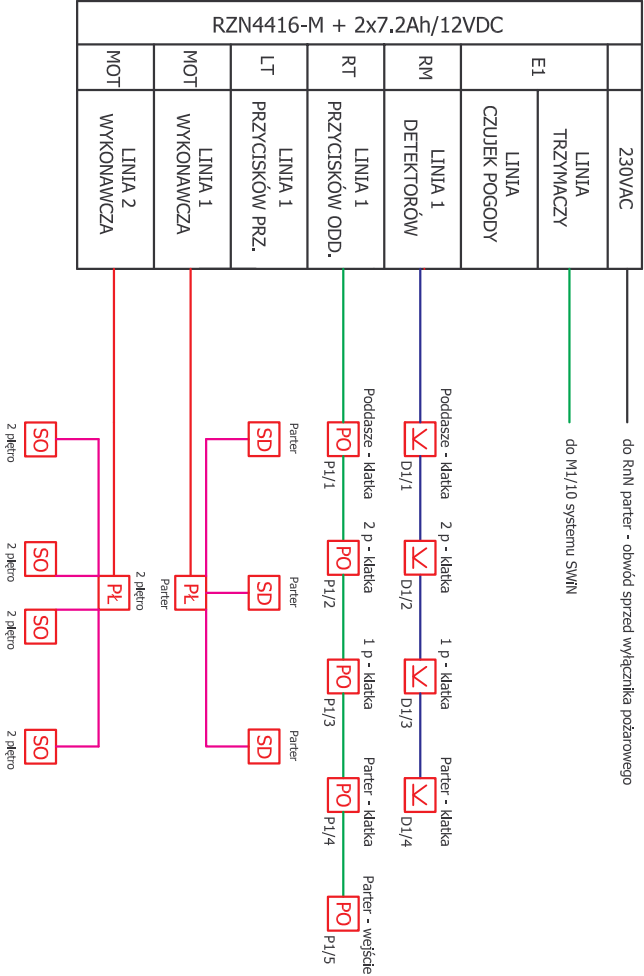 RZN4416-M + 2x7.2Ah/12VDC
230VAC
do RnN parter - obwód sprzed wyłącznika pożarowego
E1
LINIA
TRZYMACZY
do M1/10 systemu SWiN
LINIA
CZUJEK POGODY
RM
LINIA 1
DETEKTORÓW
Poddasze - klatka
D1/1
2 p - klatka
D1/2
1 p - klatka
D1/3
Parter - klatka
D1/4
RT
LINIA 1
PRZYCISKÓW ODD.
Poddasze - klatka
PO
P1/1
2 p - klatka
PO
P1/2
1 p - klatka
PO
P1/3
Parter - klatka
PO
P1/4
Parter - wejście
PO
P1/5
LT
LINIA 1
PRZYCISKÓW PRZ.
MOT
LINIA 1
WYKONAWCZA
Parter
SD
Parter
SD
Parter
SD
PŁ
Parter
MOT
LINIA 2
WYKONAWCZA
2 piętro
PŁ
SO
2 piętro
SO
2 piętro
SO
2 piętro
SO
2 piętro